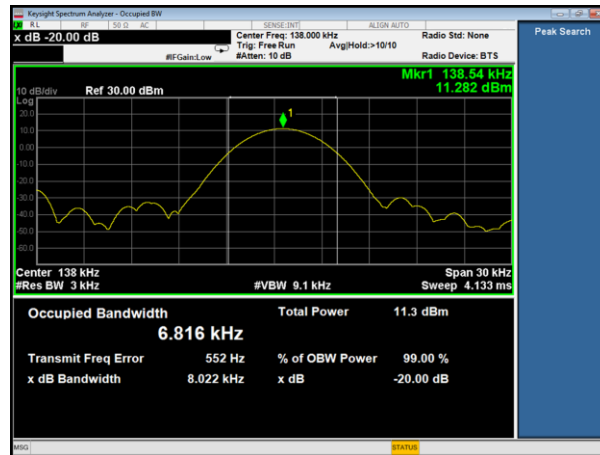 Keysight Spectrum Analyzer - Occupied BW
RL RF 50 Ω AC SENSE:INT ALIGN AUTO
x dB -20.00 dB Center Freq: 138.000 kHz Radio Std: None Peak Search
Trig: Free Run Avg|Hold:>10/10
#IFGain:Low #Atten: 10 dB Radio Device: BTS
Mkr1 138.54 kHz
10 dB/div Ref 30.00 dBm 11.282 dBm
Log
20.0
1
10.0
0.00
-10.0
-20.0
-30.0
-40.0
-50.0
-60.0
Center 138 kHz Span 30 kHz
#Res BW 3 kHz #VBW 9.1 kHz Sweep 4.133 ms
Occupied Bandwidth Total Power 11.3 dBm
6.816 kHz
Transmit Freq Error 552 Hz % of OBW Power 99.00 %
x dB Bandwidth 8.022 kHz x dB -20.00 dB
MSG STATUS